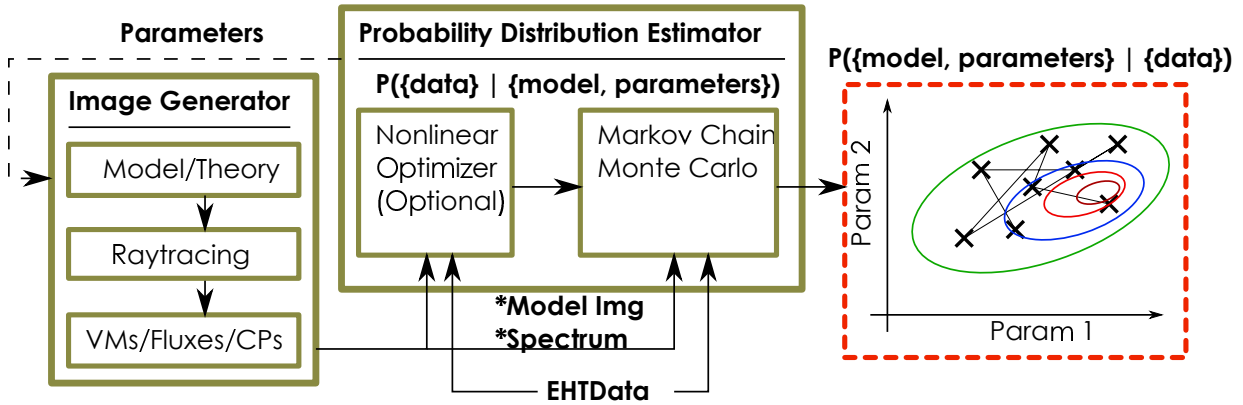 Parameters
Image Generator
Model/Theory
Raytracing
VMs/Fluxes/CPs
Probability Distribution Estimator
P({data} | {model, parameters})
Nonlinear
Optimizer
(Optional)
Markov Chain
Monte Carlo
*Model Img
*Spectrum
EHTData
P({model, parameters} | {data})
Param 2
Param 1